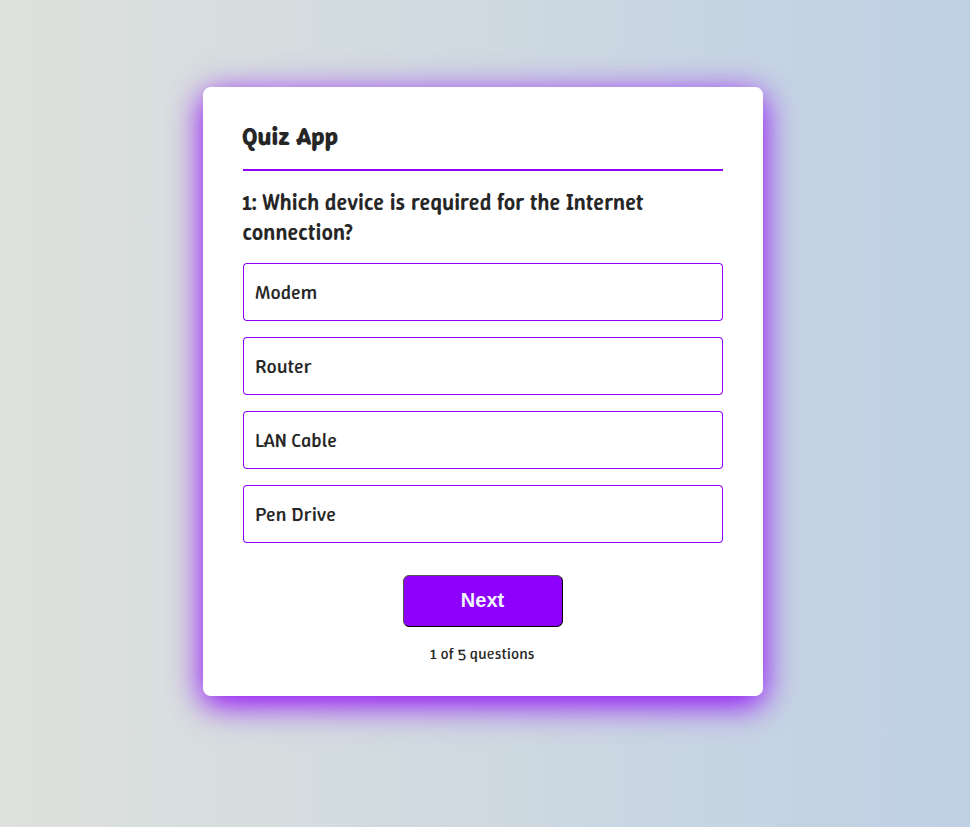 Quiz App
1: Which device is required for the Internet
connection?
Modem
Router
LAN Cable
Pen Drive
Next
1 of 5 questions